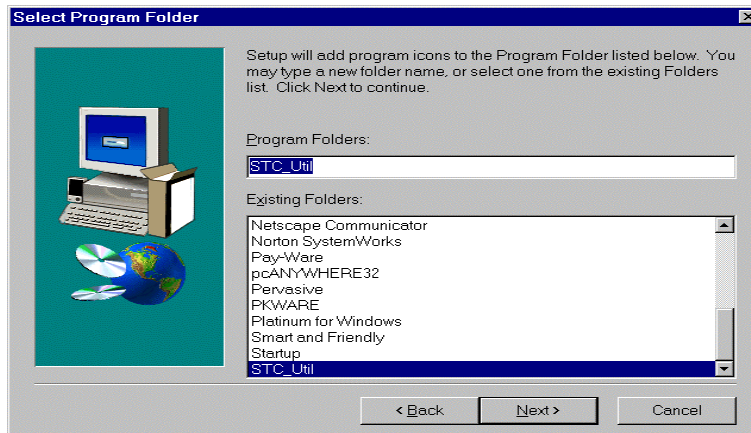 Select Program Folder
Setup will add program icons to the Program Folder listed below. You
may type a new folder name, or select one from the existing Folders
list. Click Next to continue.
Program Folders:
STC_Util
Existing Folders:
Netscape Communicator
Norton SystemWorks
Pay-Ware
pcANYWHERE32
Pervasive
PKWARE
Platinum for Windows
Smart and Friendly
Startup
STC_Util
< Back
Next >
Cancel